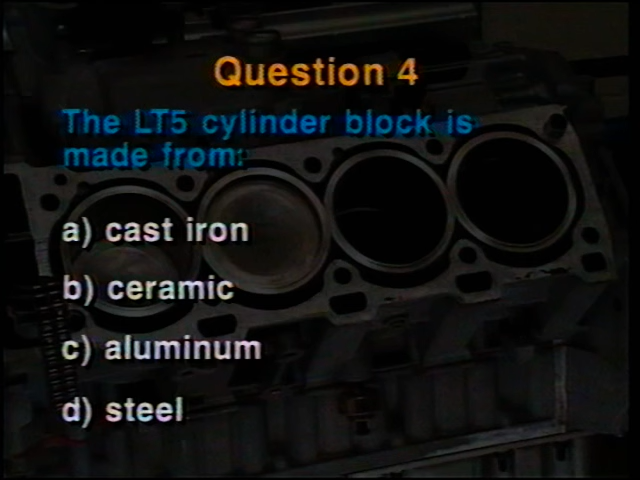 Question 4
The LT5 cylinder block is
made from:
a) cast iron
b) ceramic
c) aluminum
d) steel